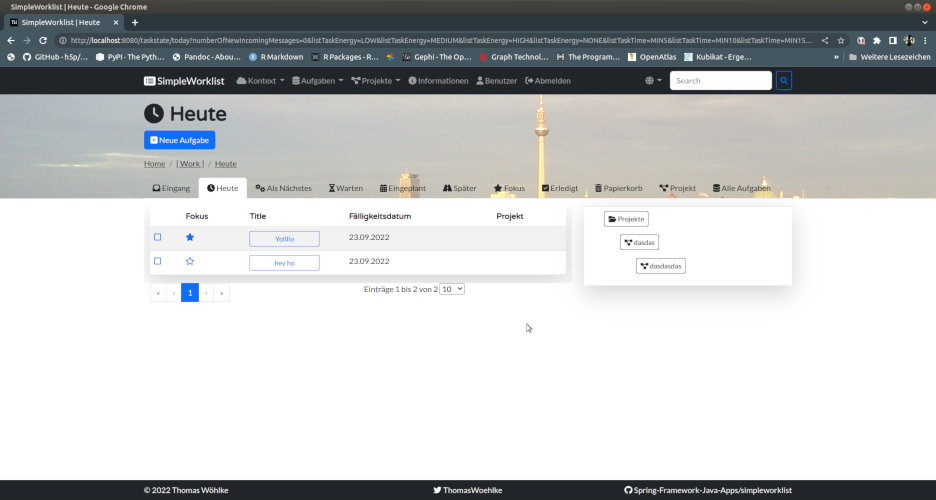 SimpleWorklist | Heute - Google Chrome
SimpleWorklist | Heute
http://localhost:8080/taskstate/today?numberOfNewIncomingMessages=0&listTaskEnergy=LOW&listTaskEnergy=MEDIUM&listTaskEnergy=HIGH&listTaskEnergy=NONE&listTaskTime=MIN5&listTaskTime=MIN10&listTaskTime=MIN15...
GitHub - h5p/... PyPI · The Pyth... Pandoc - Abou... R Markdown R Packages - R... Gephi - The Op... Graph Technol... The Program... OpenAtlas Kubikat - Erge... » Weitere Lesezeichen
SimpleWorklist Kontext Aufgaben Projekte Informationen Benutzer Abmelden Search
Heute
Neue Aufgabe
Home / [ Work ] / Heute
Eingang Heute Als Nächstes Warten Eingeplant Später Fokus Erledigt Papierkorb Projekt Alle Aufgaben
Fokus Title Fälligkeitsdatum Projekt
23.09.2022
hey ho 23.09.2022
« ‹ 1 › »
Einträge 1 bis 2 von 2 10
Projekte
dasdas
dasdasdas
© 2022 Thomas Wöhlke ThomasWoehlke Spring-Framework-Java-Apps/simpleworklist